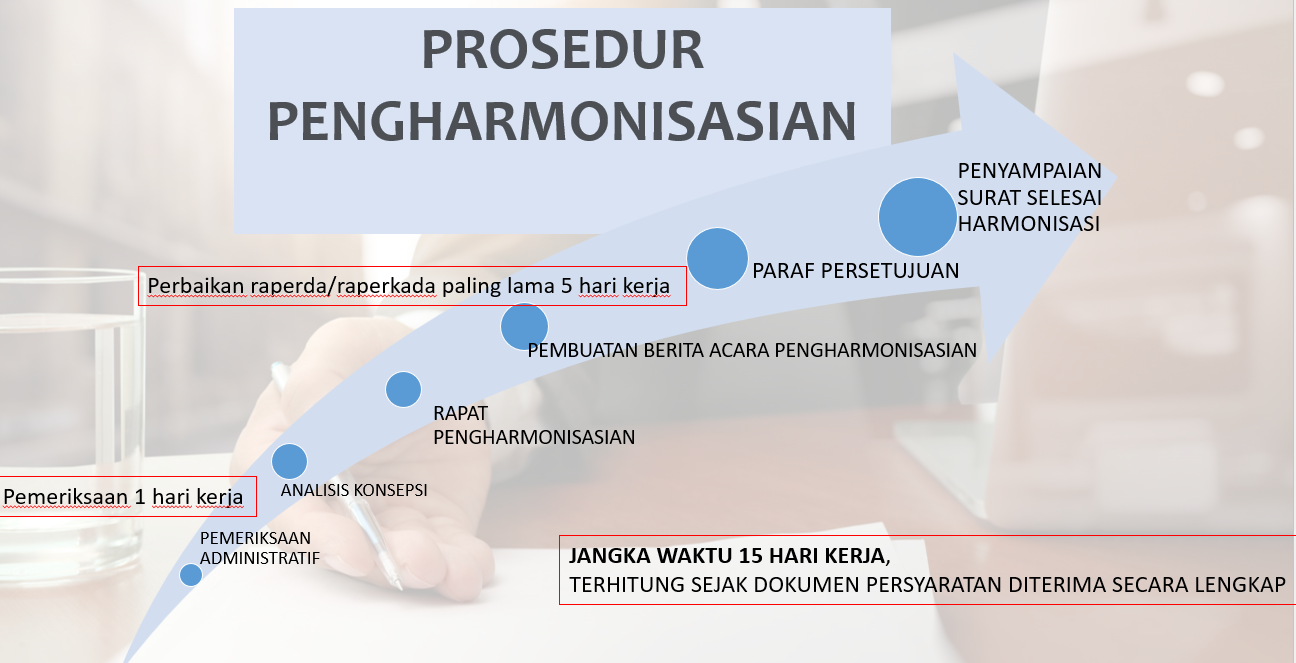 PROSEDUR
PENGHARMONISASIAN
PENYAMPAIAN
SURAT SELESAI
HARMONISASI
PARAF PERSETUJUAN
Perbaikan raperda/raperkada paling lama 5 hari kerja
PEMBUATAN BERITA ACARA PENGHARMONISASIAN
RAPAT
PENGHARMONISASIAN
ANALISIS KONSEPSI
Pemeriksaan 1 hari kerja
PEMERIKSAAN
ADMINISTRATIF
JANGKA WAKTU 15 HARI KERJA,
TERHITUNG SEJAK DOKUMEN PERSYARATAN DITERIMA SECARA LENGKAP